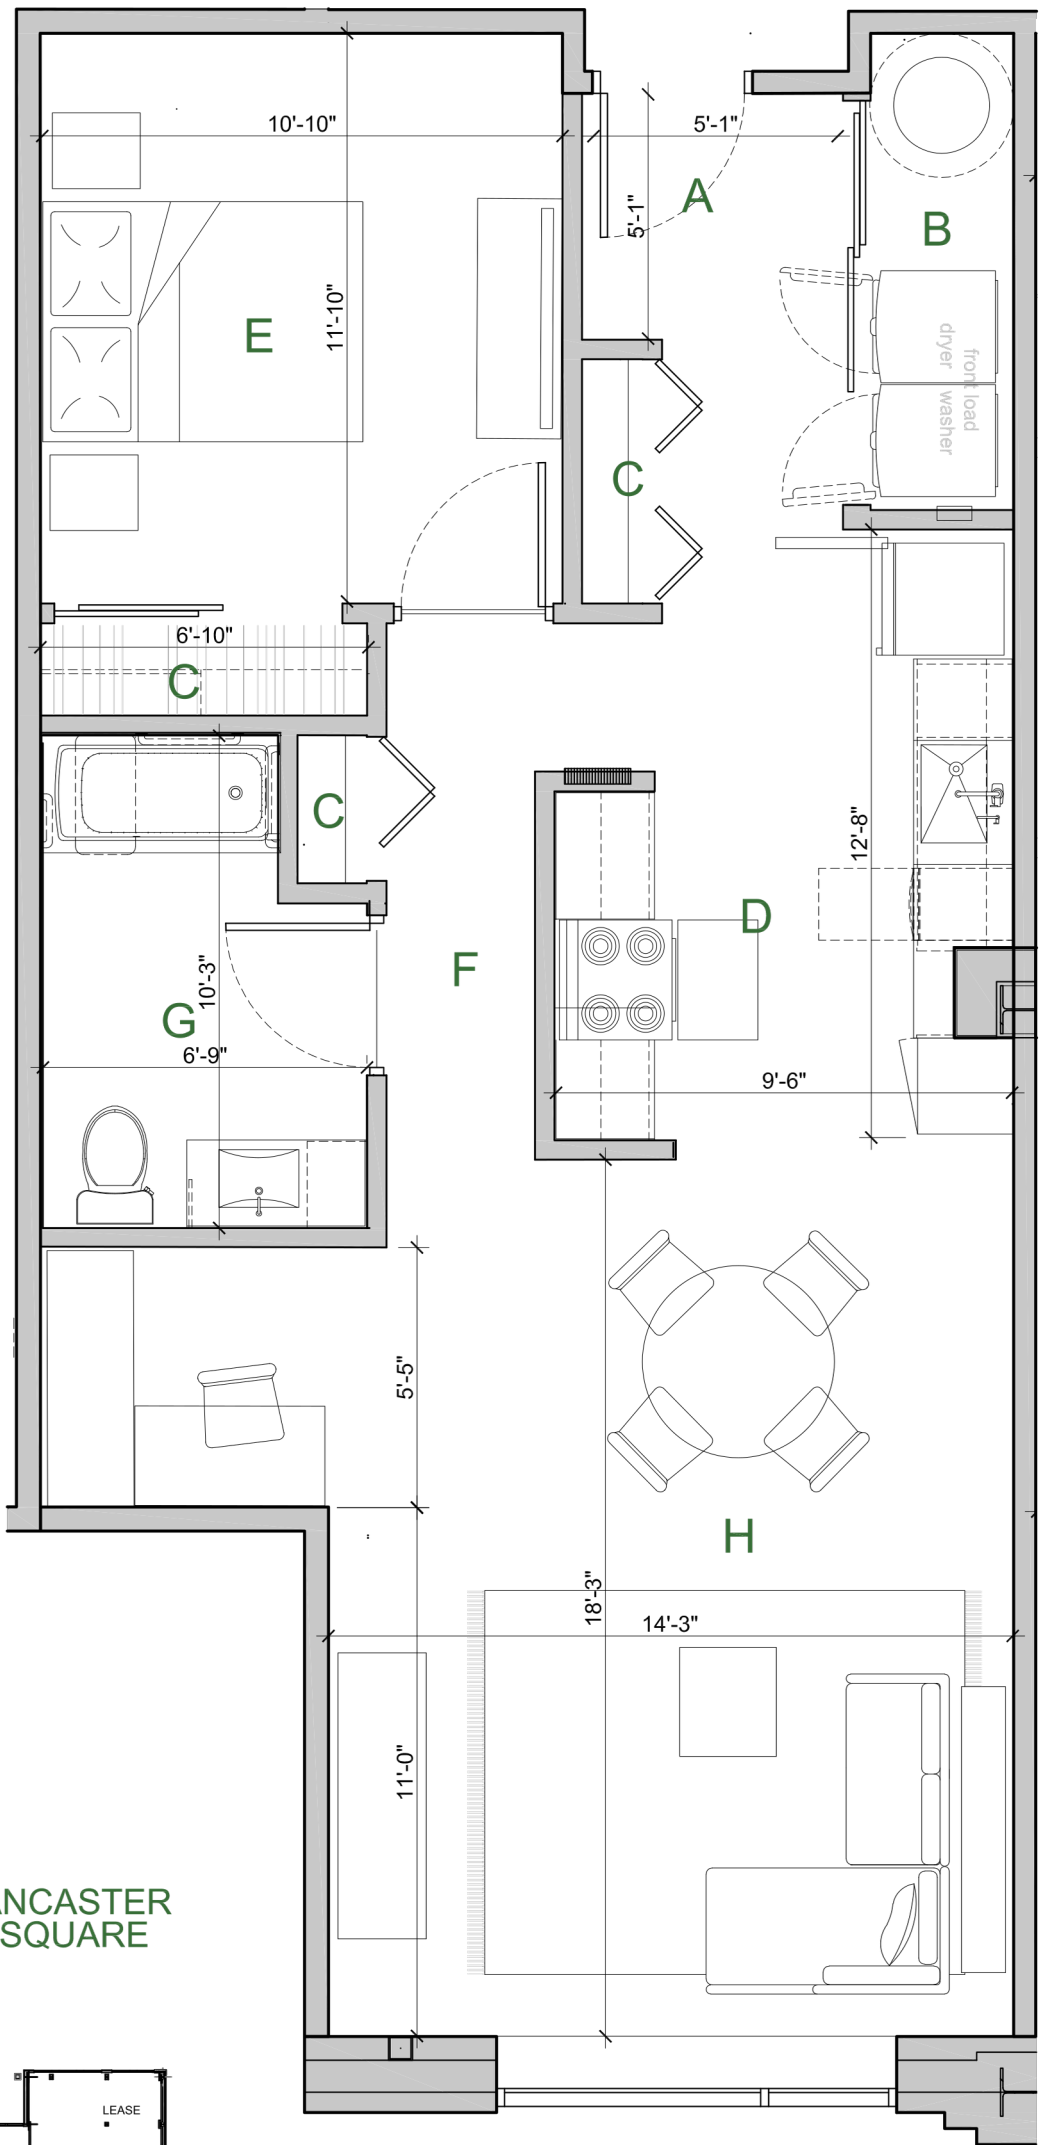 10'-10"
5'-1"
A
5'-1"
B
E
11'-10"
front load
dryer washer
C
6'-10"
C
C
12'-8"
D
F
10'-3"
G
6'-9"
9'-6"
5'-5"
H
18'-3"
14'-3"
11'-0"
ANCASTER
SQUARE
LEASE